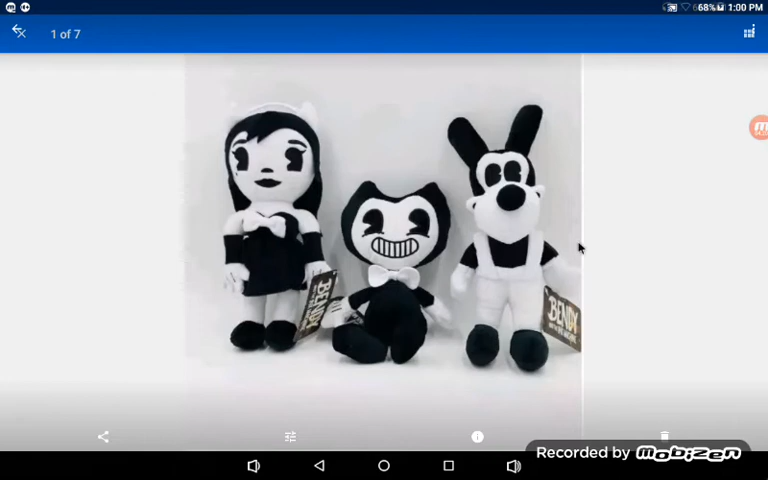 68% 1:00 PM
1 of 7
BENDY
BENDY
Recorded by mobizen